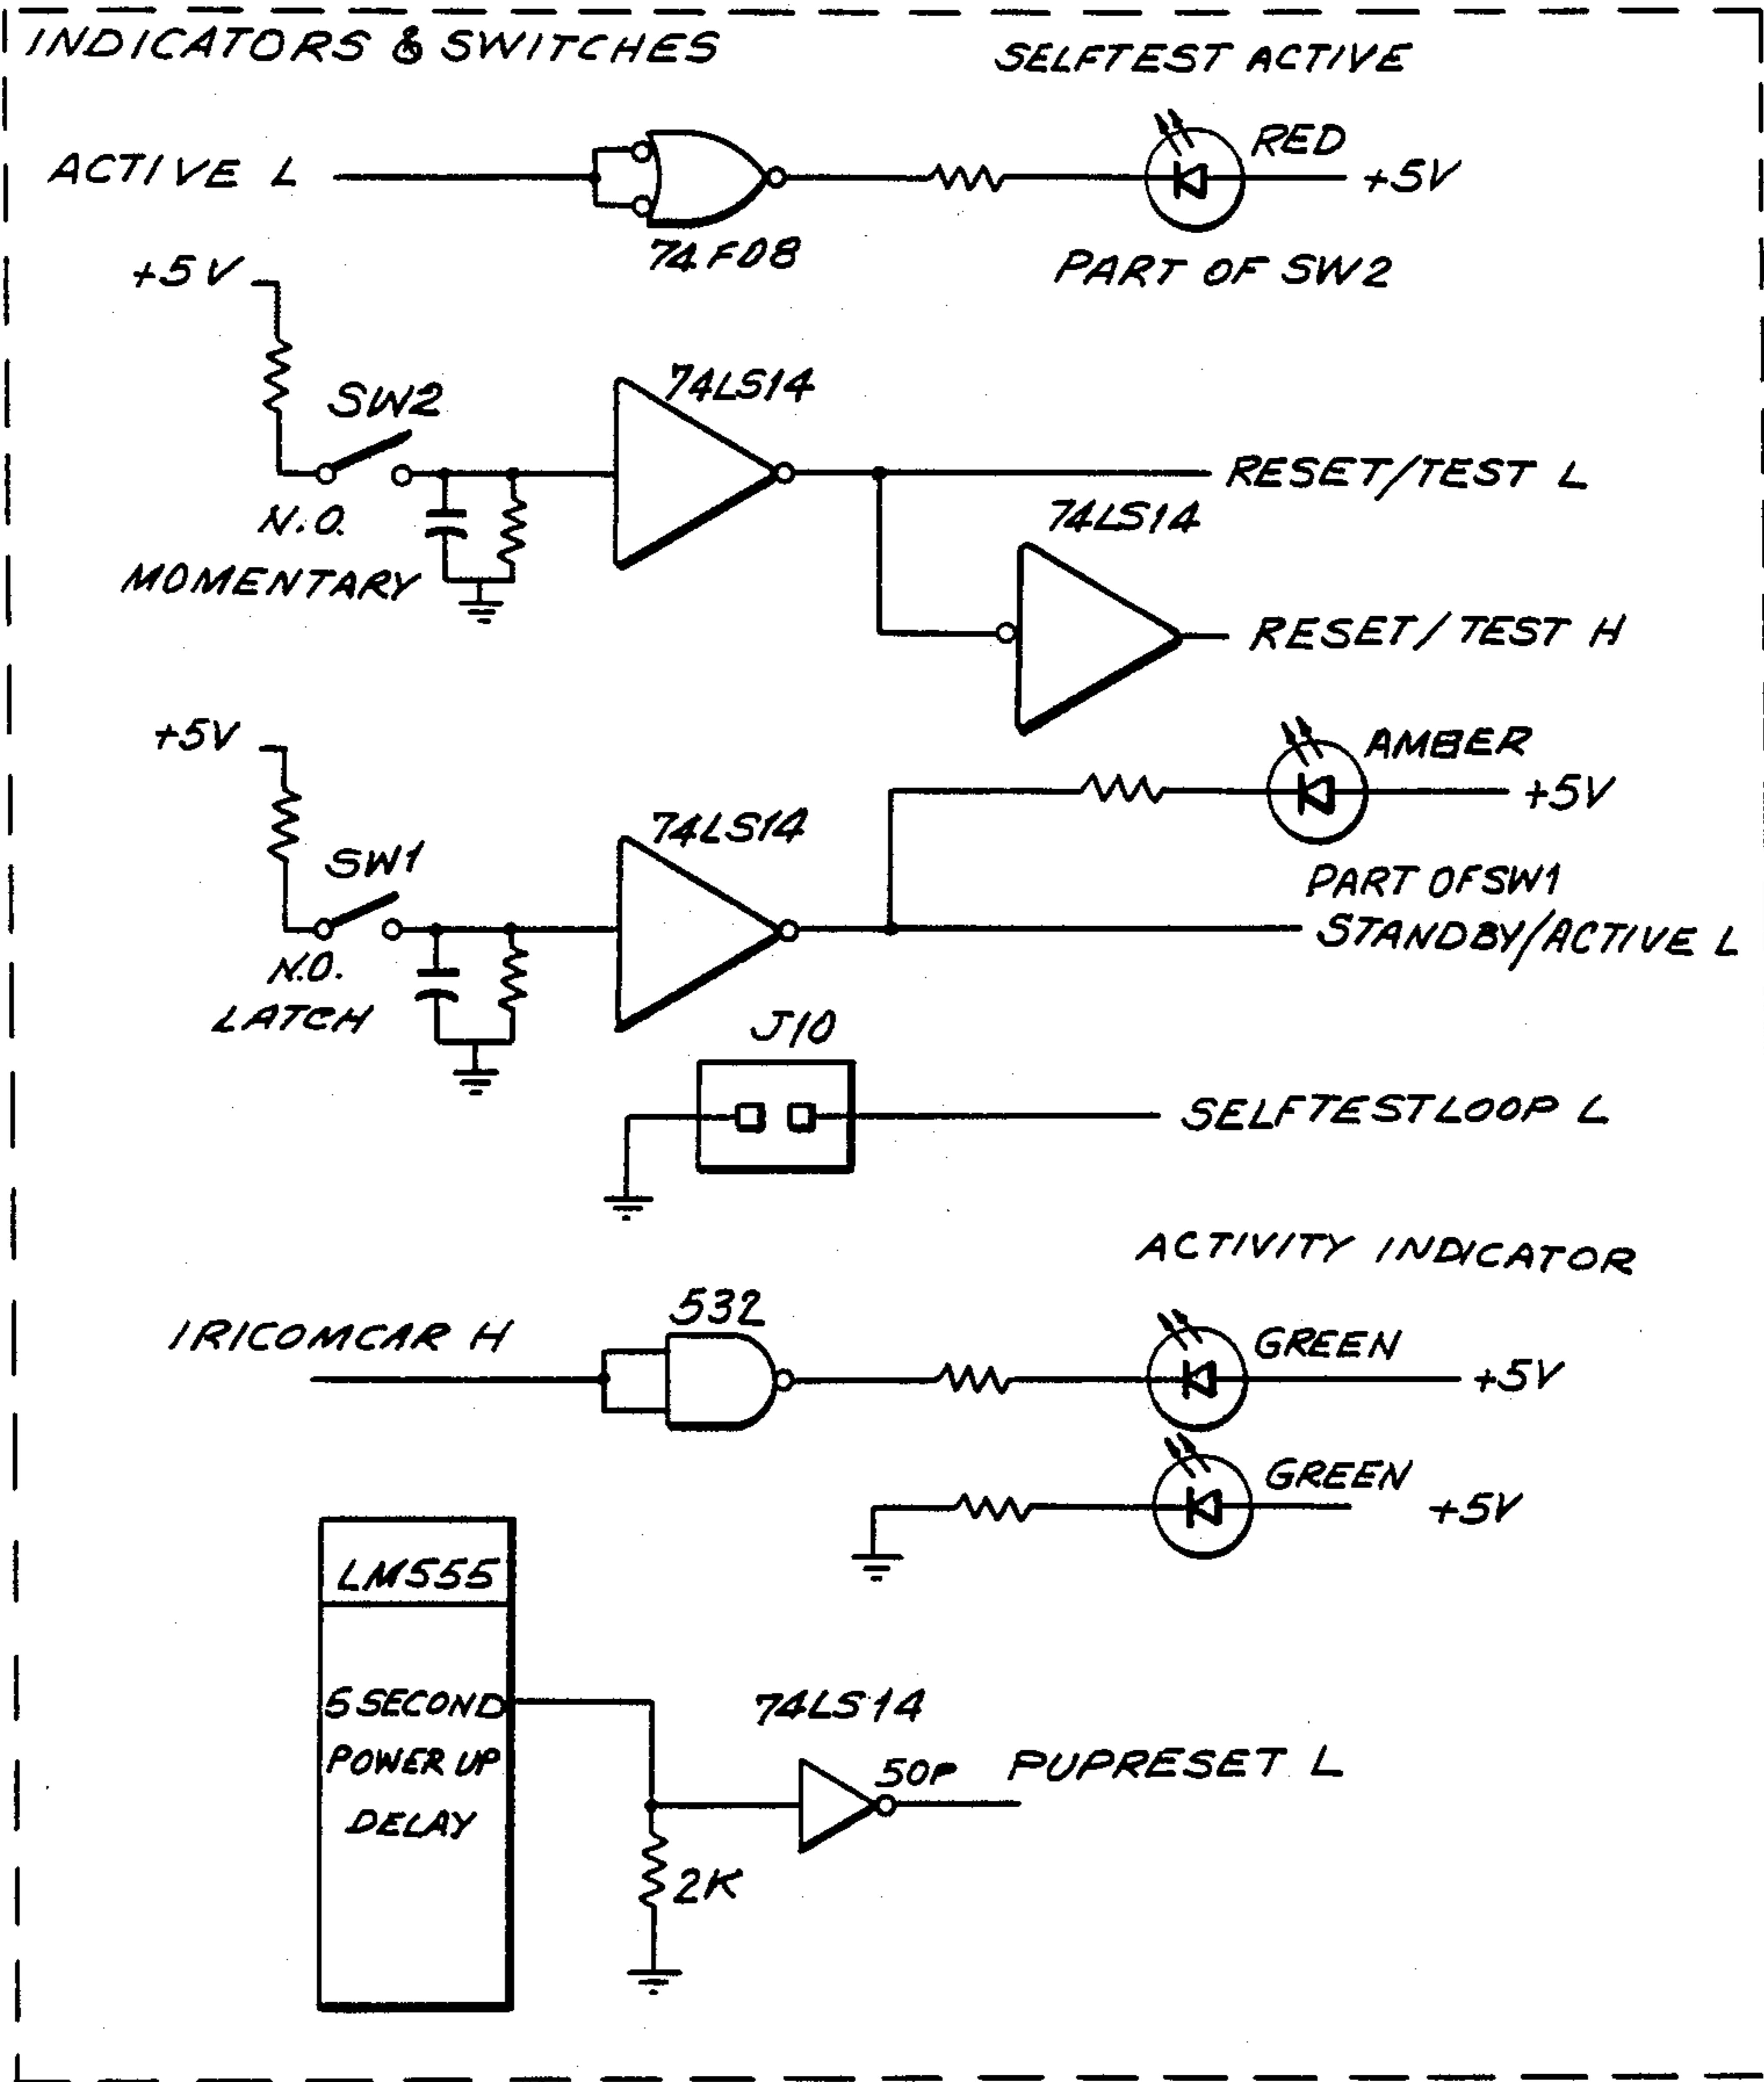 INDICATORS & SWITCHES
SELFTEST ACTIVE
ACTIVE L
RED
+5V
74F08
PART OF SW2
+5V
SW2
74LS14
N.O.
MOMENTARY
RESET/TEST L
74LS14
RESET/TEST H
+5V
AMBER
+5V
SW1
74LS14
PART OF SW1
N.O.
LATCH
STANDBY/ACTIVE L
J10
SELFTESTLOOP L
ACTIVITY INDICATOR
IRICOMCAR H
532
GREEN
+5V
GREEN
+5V
LM555
5 SECOND
POWER UP
DELAY
74LS14
50P
PUPRESET L
2K